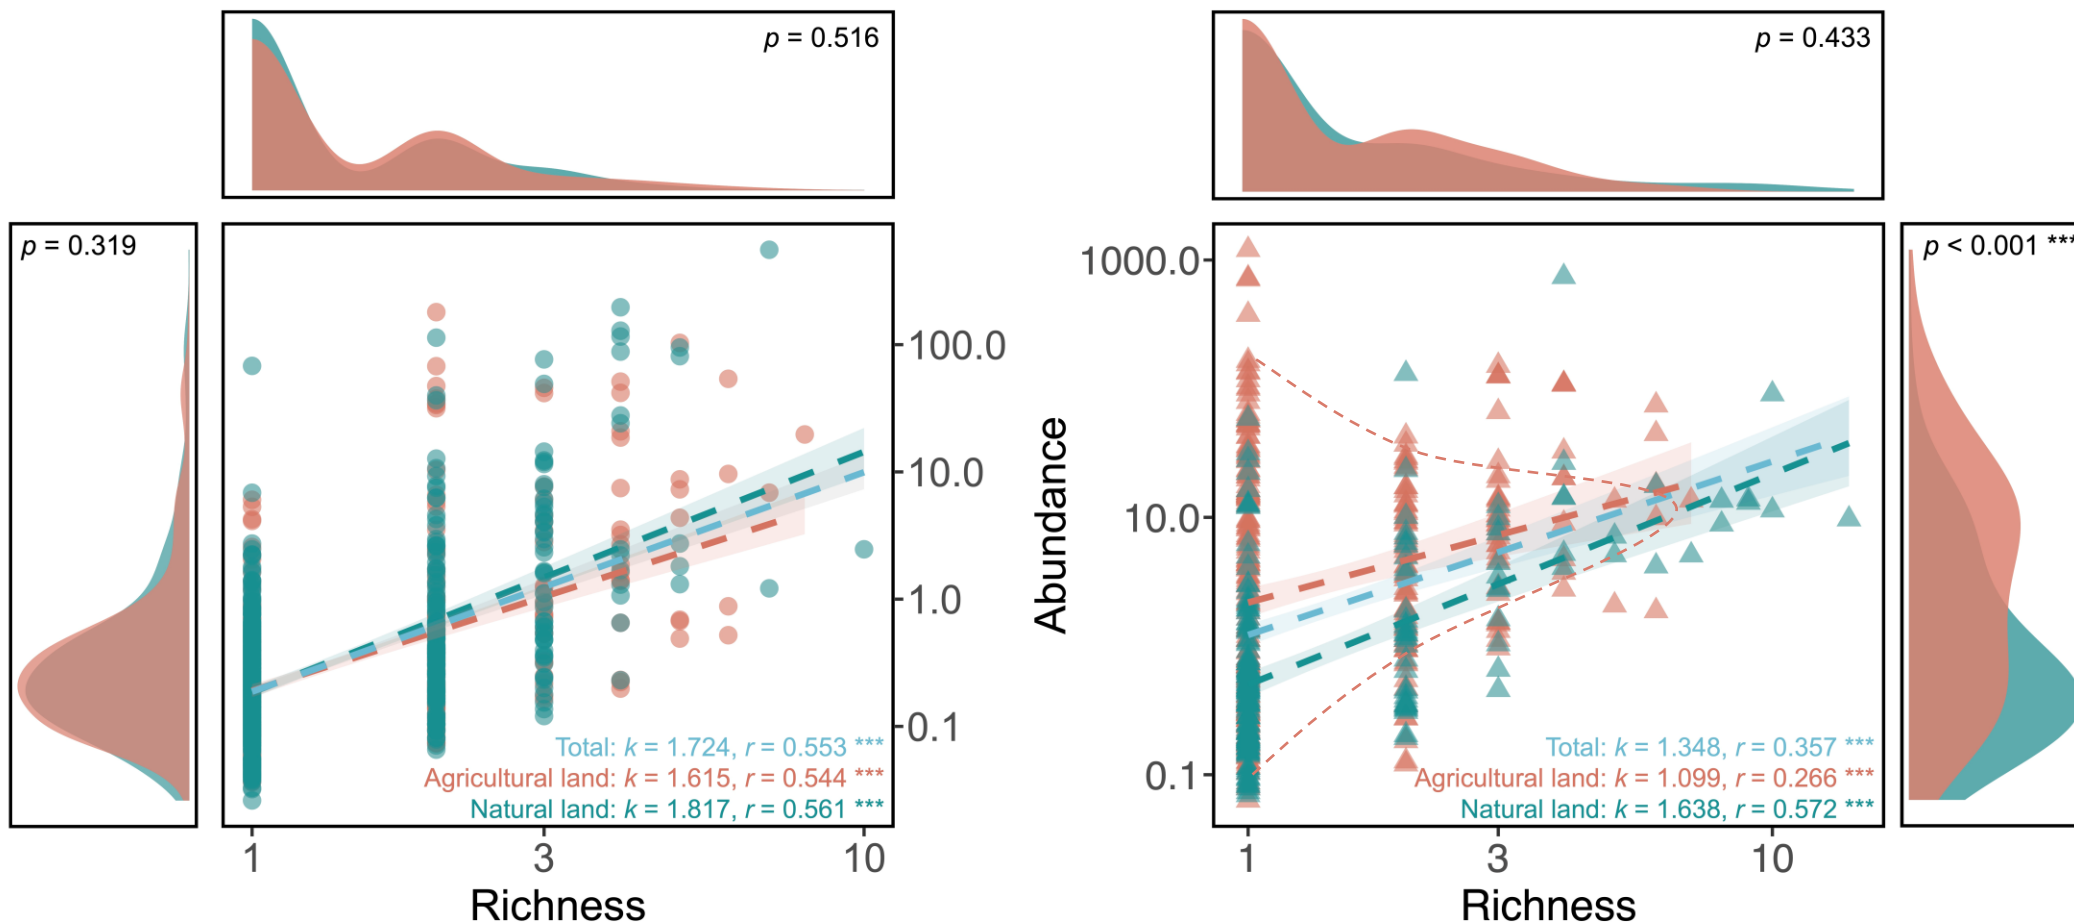 p = 0.516
p = 0.319
100.0
10.0
1.0
0.1
Total: k = 1.724, r = 0.553 ***
Agricultural land: k = 1.615, r = 0.544 ***
Natural land: k = 1.817, r = 0.561 ***
1 3 10
Richness
p = 0.433
p < 0.001 ***
Abundance
1000.0
10.0
0.1
Total: k = 1.348, r = 0.357 ***
Agricultural land: k = 1.099, r = 0.266 ***
Natural land: k = 1.638, r = 0.572 ***
1 3 10
Richness